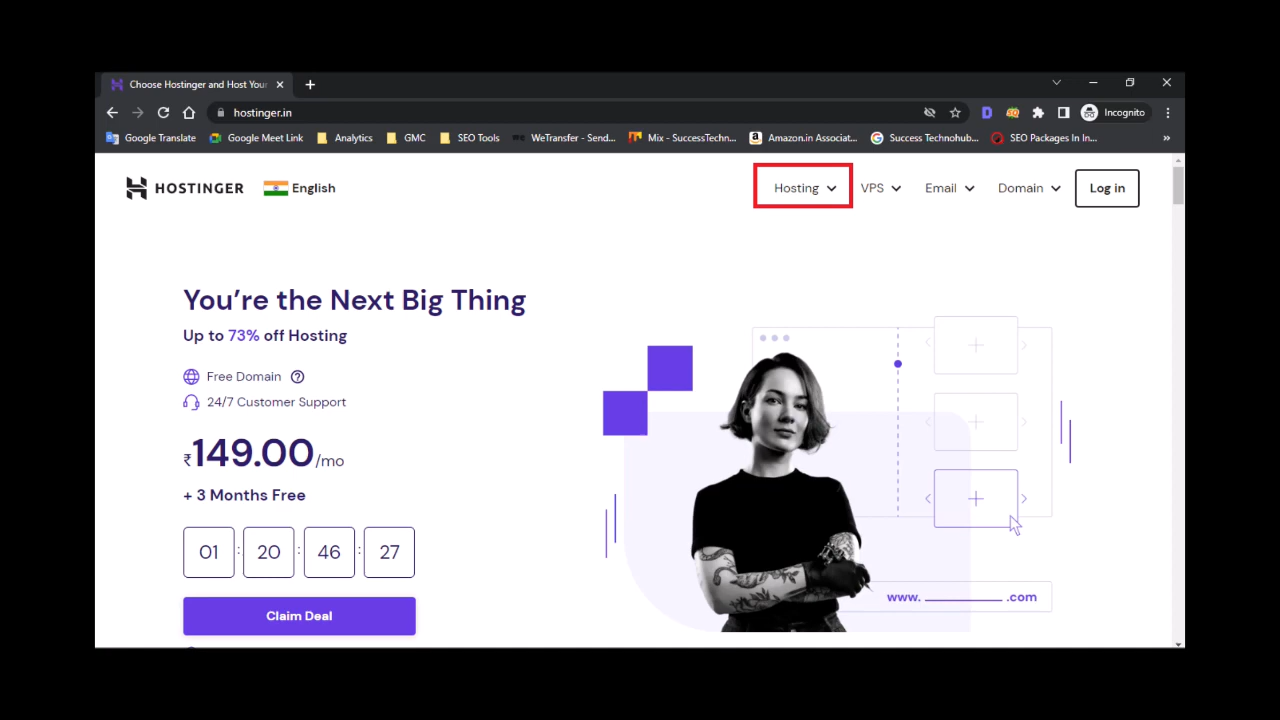 Choose Hostinger and Host Your
hostinger.in
Incognito
Google Translate Google Meet Link Analytics GMC SEO Tools WeTransfer - Send... Mix - SuccessTechn... Amazon.in Associat... Success Technohub... SEO Packages In In... »
HOSTINGER English Hosting VPS Email Domain Log in
You're the Next Big Thing
Up to 73% off Hosting
Free Domain
24/7 Customer Support
₹149.00/mo
+ 3 Months Free
01 : 20 : 46 : 27
Claim Deal
www. __________ .com